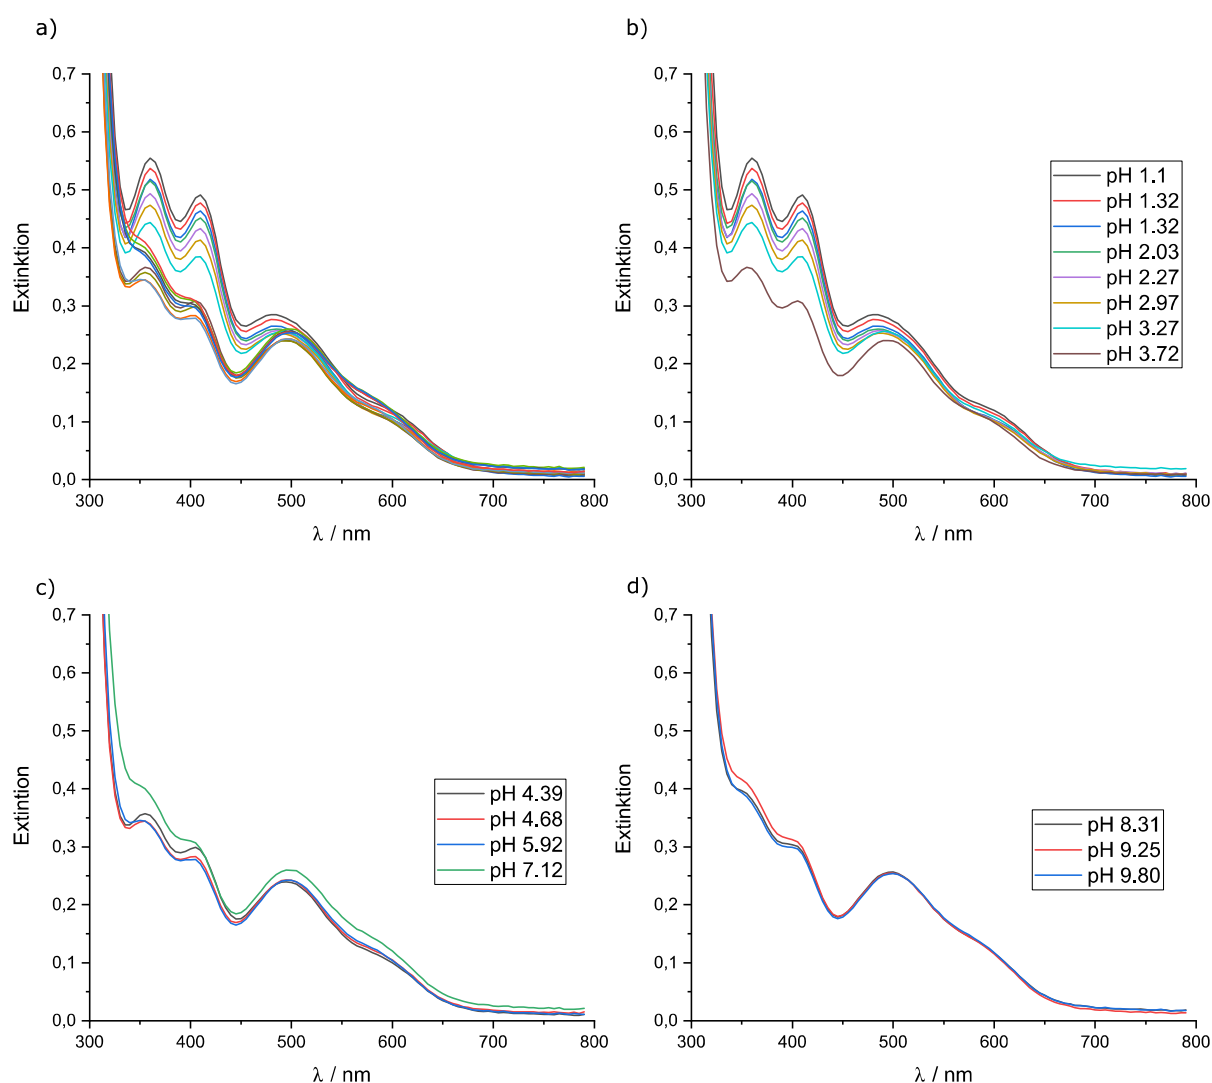 a)
0,7
0,6
0,5
0,4
0,3
0,2
0,1
0,0
Extinktion
300 400 500 600 700 800
λ / nm
b)
0,7
0,6
0,5
0,4
0,3
0,2
0,1
0,0
Extinktion
pH 1.1
pH 1.32
pH 1.32
pH 2.03
pH 2.27
pH 2.97
pH 3.27
pH 3.72
300 400 500 600 700 800
λ / nm
c)
0,7
0,6
0,5
0,4
0,3
0,2
0,1
0,0
Extintion
pH 4.39
pH 4.68
pH 5.92
pH 7.12
300 400 500 600 700 800
λ / nm
d)
0,7
0,6
0,5
0,4
0,3
0,2
0,1
0,0
Extinktion
pH 8.31
pH 9.25
pH 9.80
300 400 500 600 700 800
λ / nm